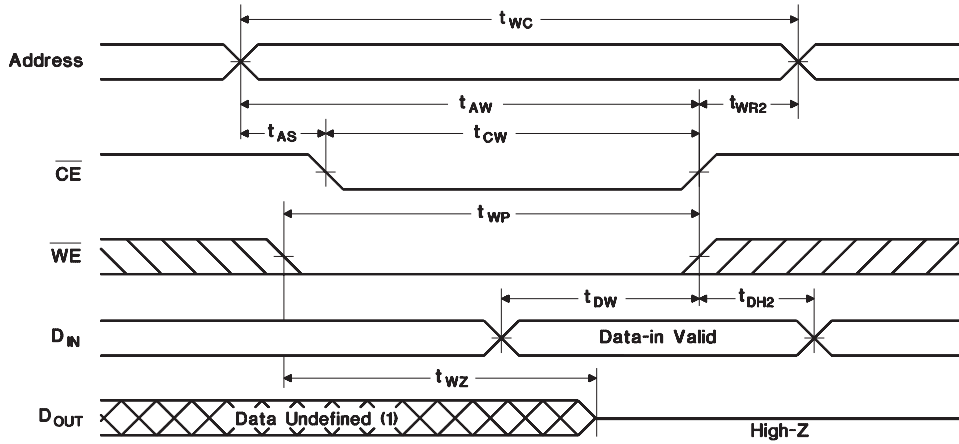 tWC
Address
tAW
tWR2
tAS
tCW
CE
tWP
WE
tDW
tDH2
DIN
Data-in Valid
tWZ
DOUT
Data Undefined (1)
High-Z